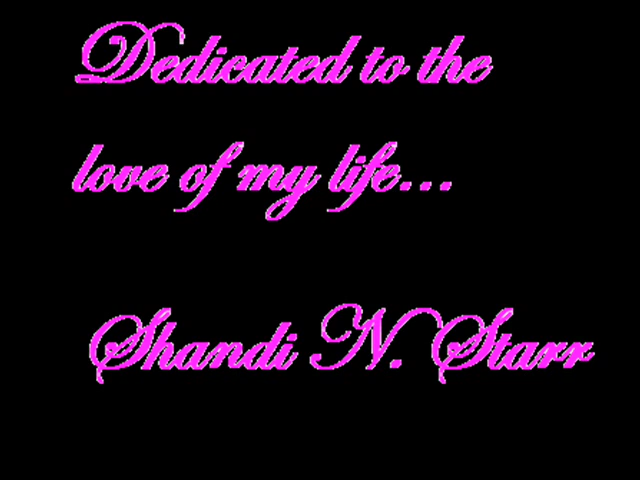 Dedicated to the
love of my life...
Shandi N. Starr